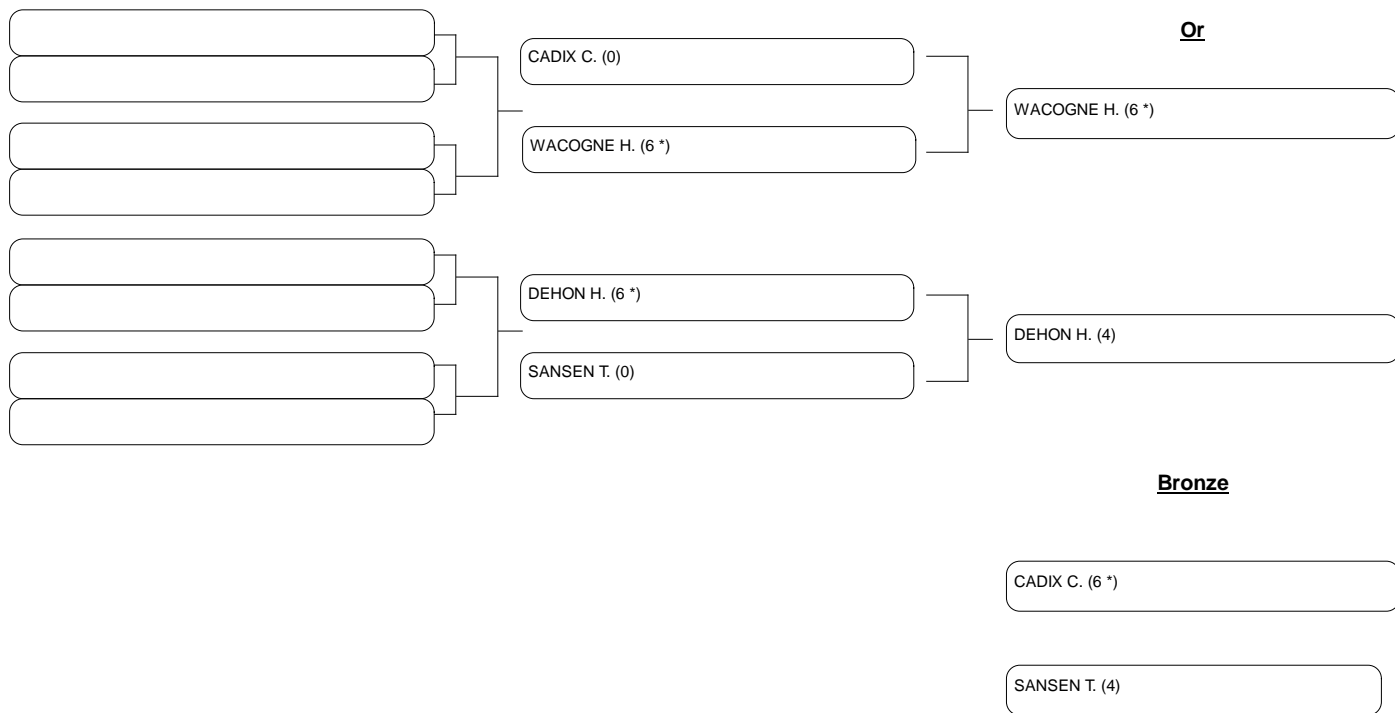 Or
CADIX C. (0)
WACOGNE H. (6 *)
WACOGNE H. (6 *)
DEHON H. (6 *)
SANSEN T. (0)
DEHON H. (4)
Bronze
CADIX C. (6 *)
SANSEN T. (4)